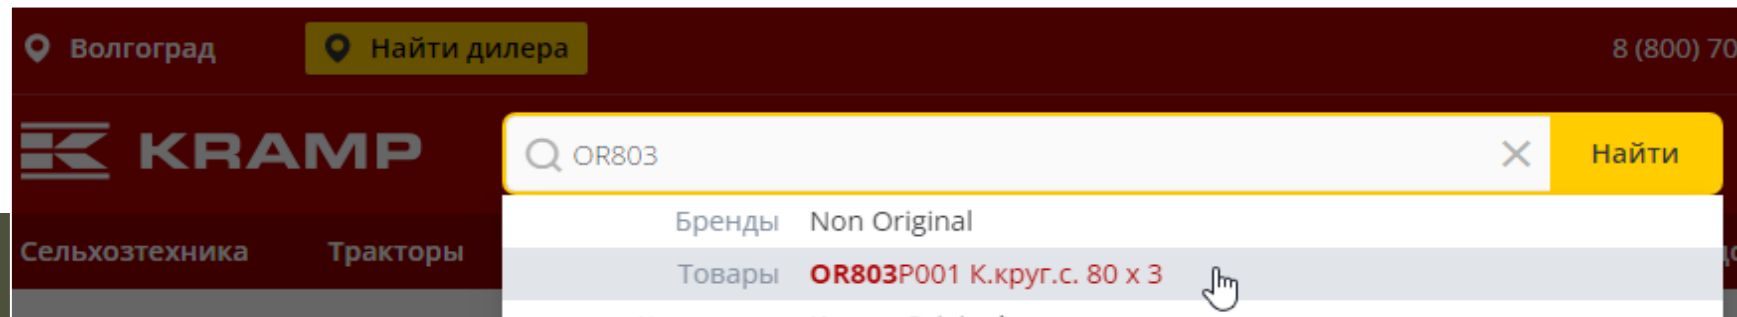 Волгоград
Найти дилера
8 (800) 70
KRAMP
OR803
Найти
Бренды Non Original
Сельхозтехника
Тракторы
Товары OR803P001 К.круг.с. 80 x 3